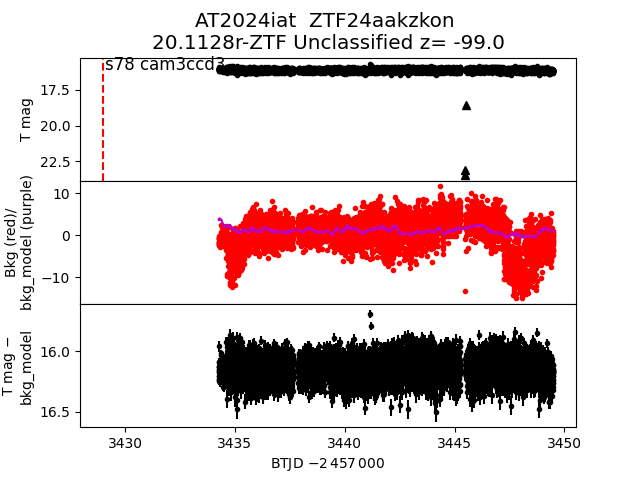 AT2024iat  ZTF24aakzkon
20.1128r-ZTF Unclassified z= -99.0
s78 cam3ccd3
17.5
20.0
22.5
T mag
10
0
−10
Bkg (red)/
bkg_model (purple)
16.0
16.5
T mag −
bkg_model
3430
3435
3440
3445
3450
BTJD −2 457 000